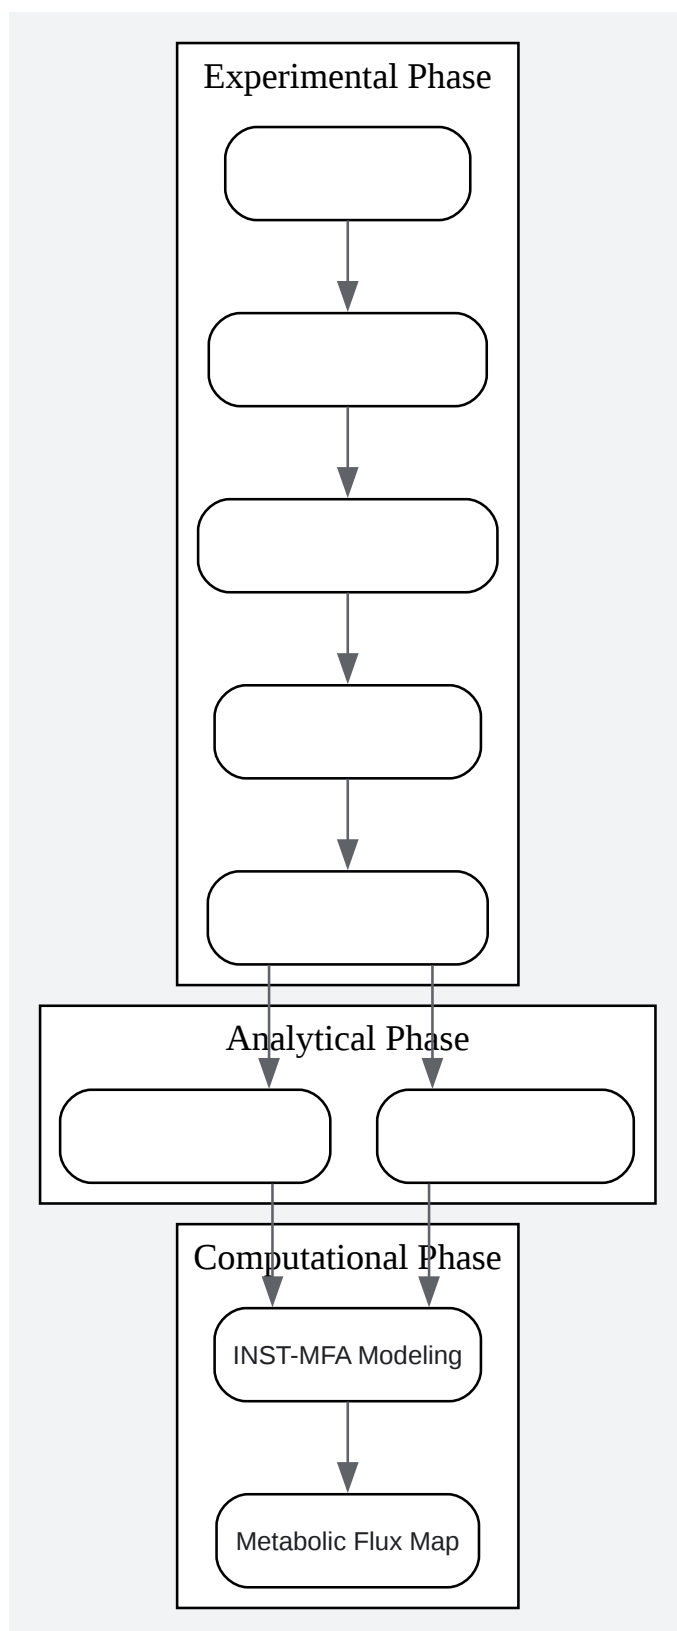 Experimental Phase
Analytical Phase
Computational Phase
INST-MFA Modeling
Metabolic Flux Map